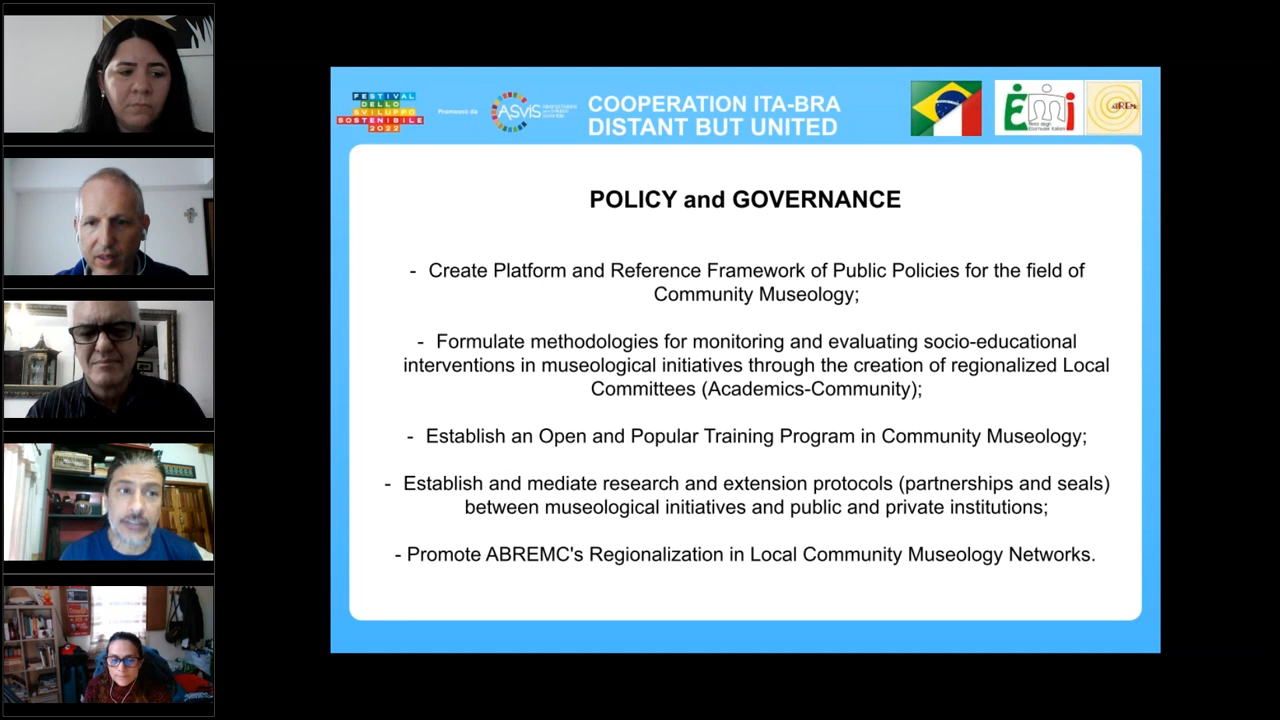 FESTIVAL
DELLO
SVILUPPO
SOSTENIBILE
2022
Promosso da
ASviS
COOPERATION ITA-BRA
DISTANT BUT UNITED
POLICY and GOVERNANCE
- Create Platform and Reference Framework of Public Policies for the field of
Community Museology;
- Formulate methodologies for monitoring and evaluating socio-educational
interventions in museological initiatives through the creation of regionalized Local
Committees (Academics-Community);
- Establish an Open and Popular Training Program in Community Museology;
- Establish and mediate research and extension protocols (partnerships and seals)
between museological initiatives and public and private institutions;
- Promote ABREMC's Regionalization in Local Community Museology Networks.